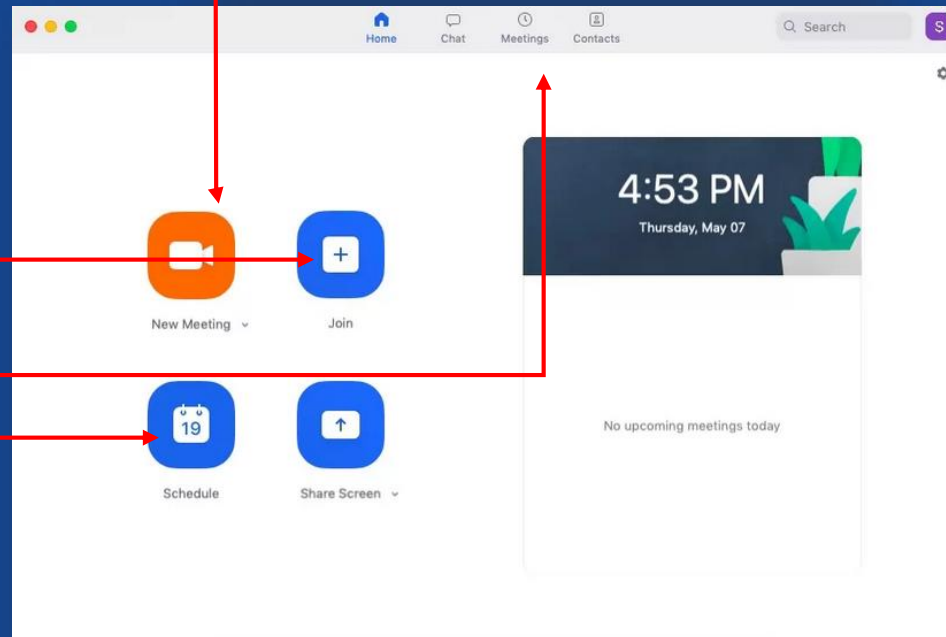 Home
Chat
Meetings
Contacts
Search
S
4:53 PM
Thursday, May 07
New Meeting
Join
19
Schedule
Share Screen
No upcoming meetings today